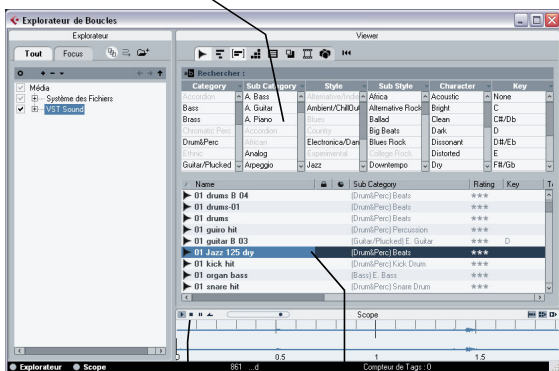 Explorateur de Boucles
Explorateur
Viewer
Tout Focus
Média
Système des Fichiers
VST Sound
Rechercher :
Category Sub Category Style Sub Style Character Key
Accordion A. Bass Alternative/Indie Africa Acoustic None
Bass A. Guitar Ambient/ChillOut Alternative Rock Bright C
Brass A. Piano Blues Ballad Clean C#/Db
Chromatic Perc Accordion Country Big Beats Dark D
Drum&Perc African Electronica/Dan Blues Rock Dissonant D#/Eb
Ethnic Analog Experimental College Rock Distorted E
Guitar/Plucked Arpeggio Jazz Downtempo Dry F#/Gb
Name Sub Category Rating Key
01 drums B 04 (Drum&Perc) Beats ***
01 drums-01 (Drum&Perc) Beats ***
01 drums (Drum&Perc) Beats ***
01 guiro hit (Drum&Perc) Percussion ***
01 guitar B 03 (Guitar/Plucked) E. Guitar *** D
01 Jazz 125 dry (Drum&Perc) Beats ***
01 kick hit (Drum&Perc) Kick Drum ***
01 organ bass (Bass) E. Bass ***
01 snare hit (Drum&Perc) Snare Drum ***
Scope
0 0.5 1 1.5
Explorateur Scope 861 ...d Compteur de Tags : 0